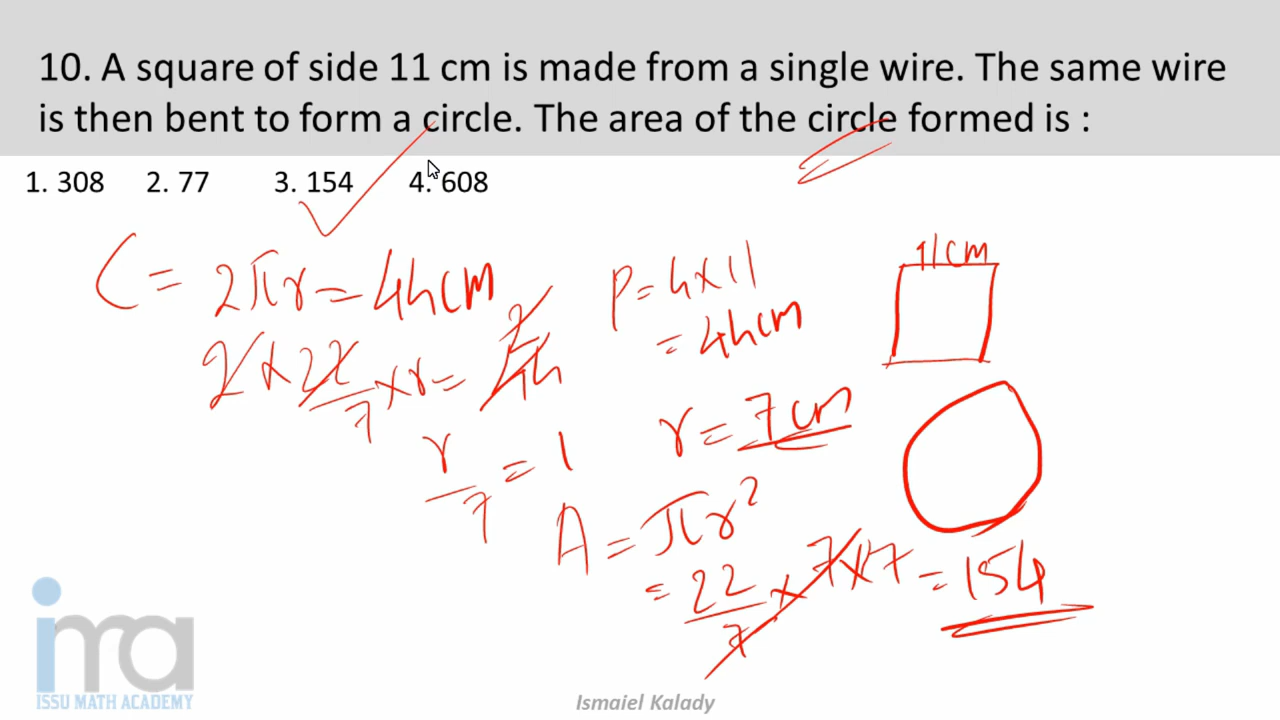 10. A square of side 11 cm is made from a single wire. The same wire
is then bent to form a circle. The area of the circle formed is :
1. 308 2. 77 3. 154 4. 608
C = 2πr = 44cm
2 × 22/7 × r = 44
2
r/7 = 1
P = 4 × 11
= 44cm
11cm
r = 7cm
A = πr²
= 22/7 × 7 × 7 = 154
ima
ISSU MATH ACADEMY
Ismaiel Kalady